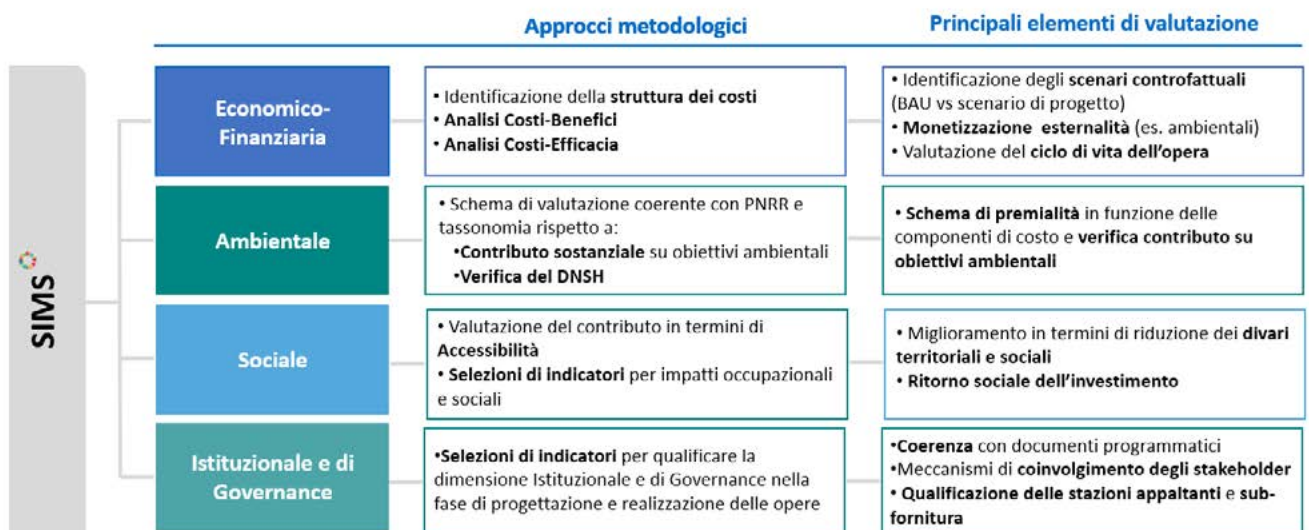 Approcci metodologici
Principali elementi di valutazione
SIMS
Economico-
Finanziaria
• Identificazione della struttura dei costi
• Analisi Costi-Benefici
• Analisi Costi-Efficacia
• Identificazione degli scenari controfattuali
(BAU vs scenario di progetto)
• Monetizzazione esternalità (es. ambientali)
• Valutazione del ciclo di vita dell'opera
Ambientale
• Schema di valutazione coerente con PNRR e
tassonomia rispetto a:
•Contributo sostanziale su obiettivi ambientali
•Verifica del DNSH
• Schema di premialità in funzione delle
componenti di costo e verifica contributo su
obiettivi ambientali
Sociale
• Valutazione del contributo in termini di
Accessibilità
• Selezioni di indicatori per impatti occupazionali
e sociali
• Miglioramento in termini di riduzione dei divari
territoriali e sociali
• Ritorno sociale dell'investimento
Istituzionale e di
Governance
•Selezioni di indicatori per qualificare la
dimensione Istituzionale e di Governance nella
fase di progettazione e realizzazione delle opere
•Coerenza con documenti programmatici
•Meccanismi di coinvolgimento degli stakeholder
• Qualificazione delle stazioni appaltanti e sub-
fornitura